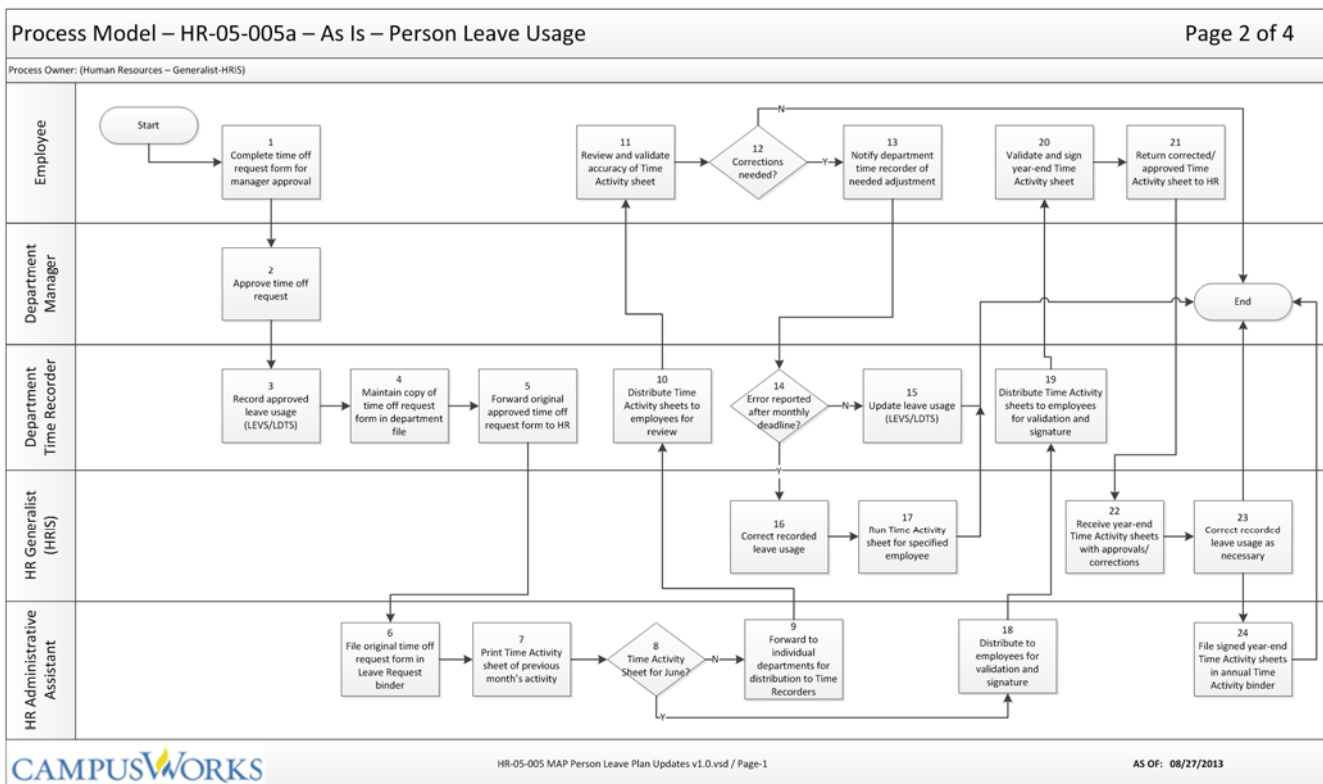 Process Model – HR-05-005a – As Is – Person Leave Usage
Page 2 of 4
Process Owner: (Human Resources – Generalist-HRIS)
Employee
Start
1
Complete time off
request form for
manager approval
11
Review and validate
accuracy of Time
Activity sheet
12
Corrections
needed?
N
Y
13
Notify department
time recorder of
needed adjustment
20
Validate and sign
year-end Time
Activity sheet
21
Return corrected/
approved Time
Activity sheet to HR
Department
Manager
2
Approve time off
request
End
Department
Time Recorder
3
Record approved
leave usage
(LEVS/LDTS)
4
Maintain copy of
time off request
form in department
file
5
Forward original
approved time off
request form to HR
10
Distribute Time
Activity sheets to
employees for
review
14
Error reported
after monthly
deadline?
N
Y
15
Update leave usage
(LEVS/LDTS)
19
Distribute Time Activity
sheets to employees
for validation and
signature
HR Generalist
(HRIS)
16
Correct recorded
leave usage
17
Run Time Activity
sheet for specified
employee
22
Receive year-end
Time Activity sheets
with approvals/
corrections
23
Correct recorded
leave usage as
necessary
HR Administrative
Assistant
6
File original time off
request form in
Leave Request
binder
7
Print Time Activity
sheet of previous
month's activity
8
Time Activity
Sheet for June?
N
Y
9
Forward to
individual
departments for
distribution to Time
Recorders
18
Distribute to
employees for
validation and
signature
24
File signed year-end
Time Activity sheets
in annual Time
Activity binder
CAMPUSWORKS
HR-05-005 MAP Person Leave Plan Updates v1.0.vsd / Page-1
AS OF: 08/27/2013